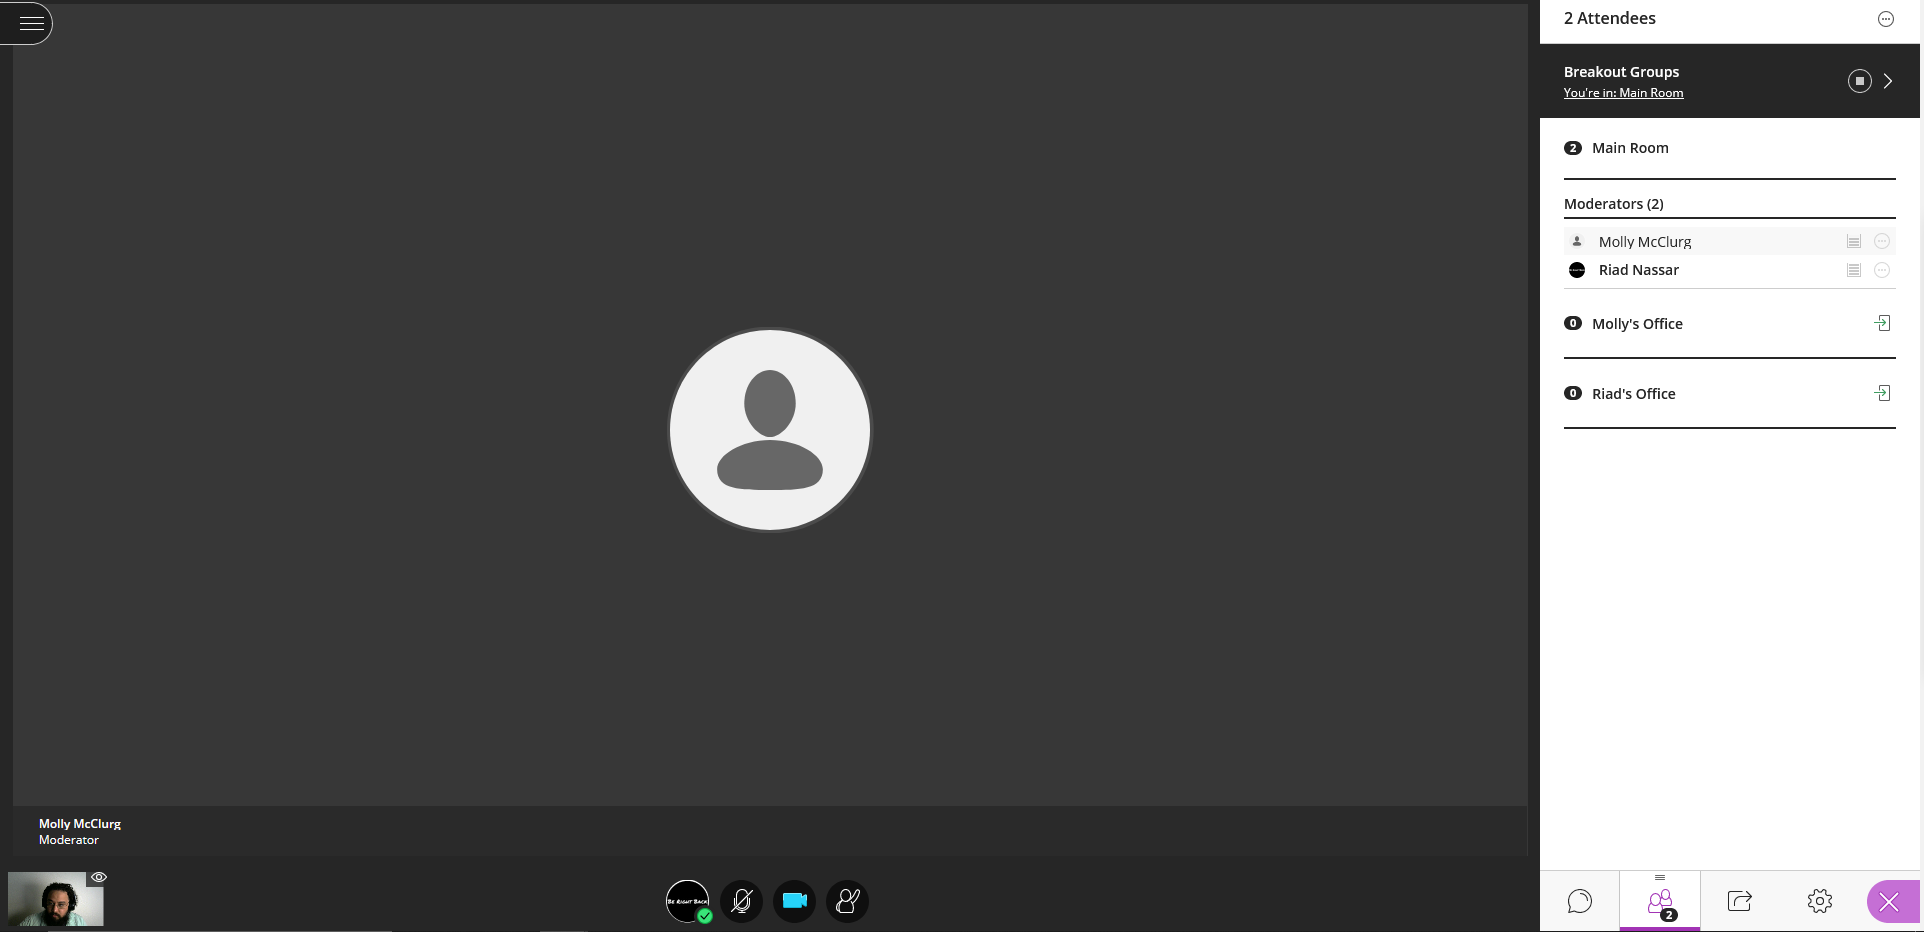 2 Attendees
Breakout Groups
You're in: Main Room
2 Main Room
Moderators (2)
Molly McClurg
Riad Nassar
0 Molly's Office
0 Riad's Office
Molly McClurg
Moderator
Be Right Back
2